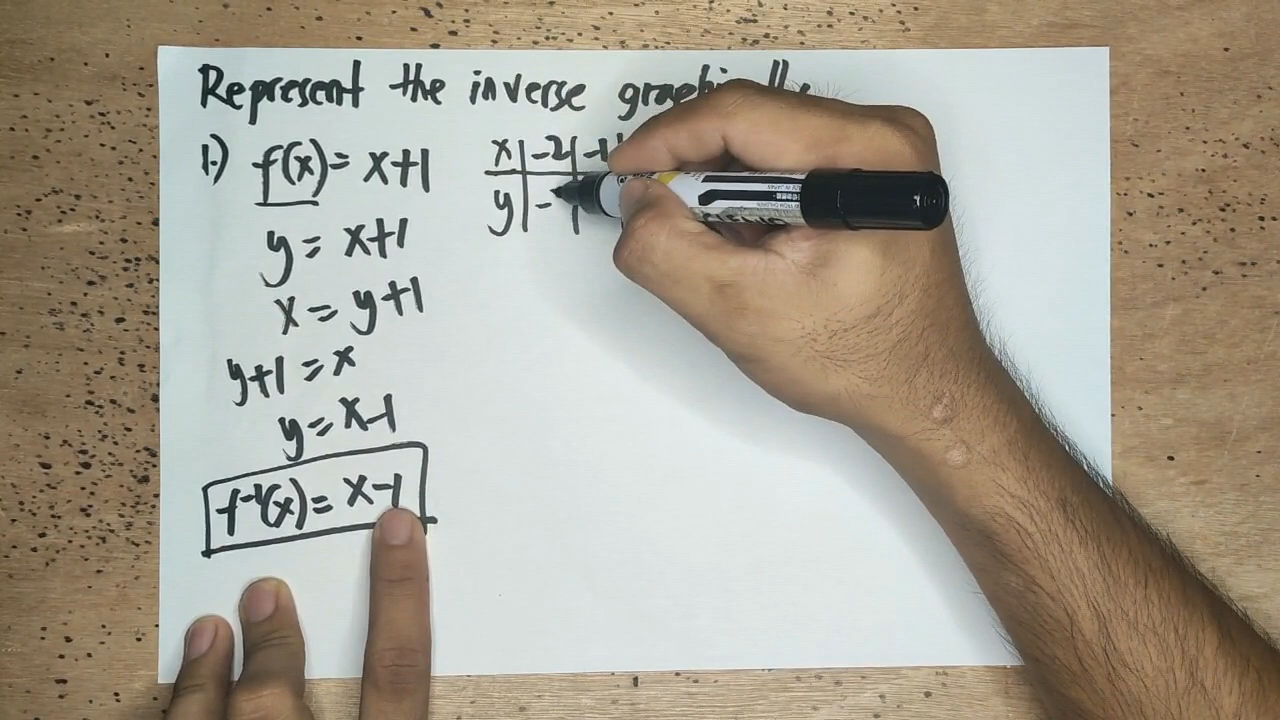 Represent the inverse
1.) f(x) = x+1
y = x+1
x = y+1
y+1 = x
y = x-1
f⁻¹(x) = x-1
x | -2 | -1
y | -